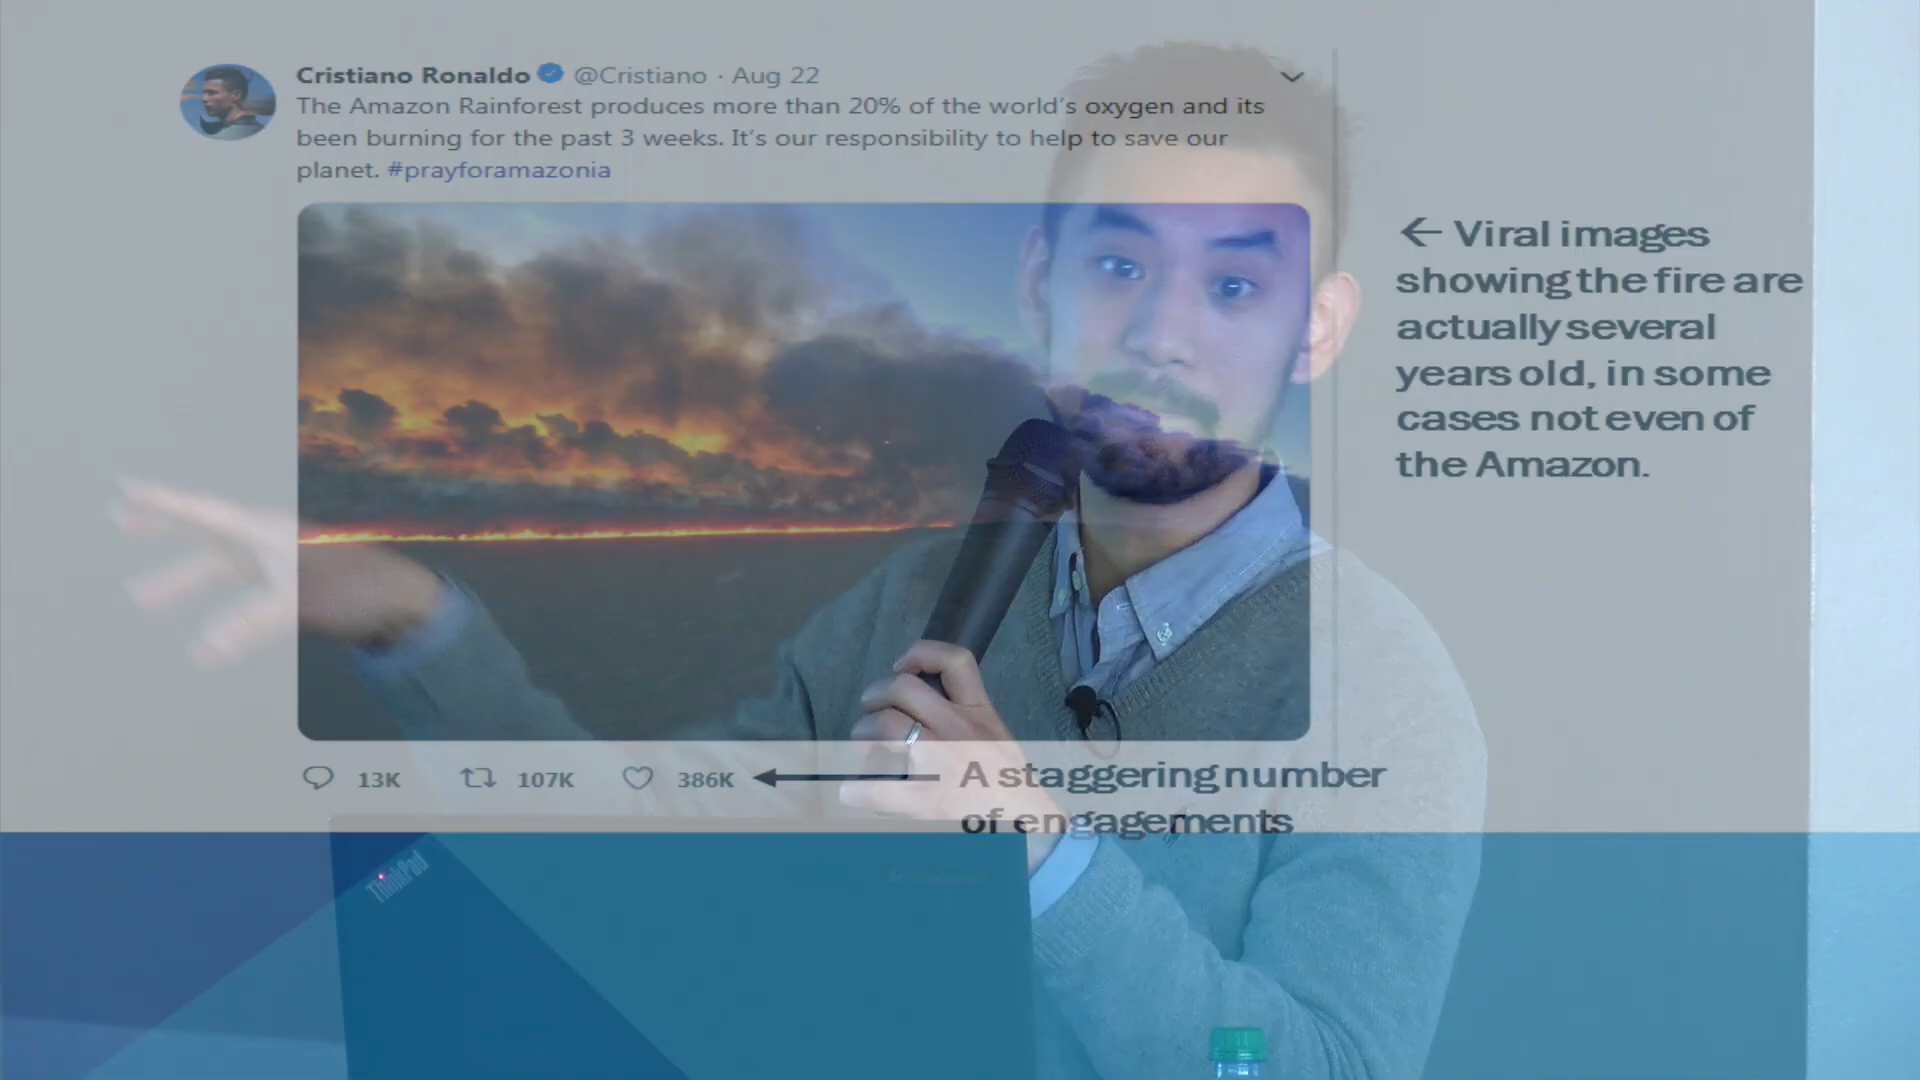 Cristiano Ronaldo @Cristiano · Aug 22
The Amazon Rainforest produces more than 20% of the world's oxygen and its
been burning for the past 3 weeks. It's our responsibility to help to save our
planet. #prayforamazonia
← Viral images
showing the fire are
actually several
years old, in some
cases not even of
the Amazon.
13K 107K 386K
A staggering number
of engagements
ThinkPad